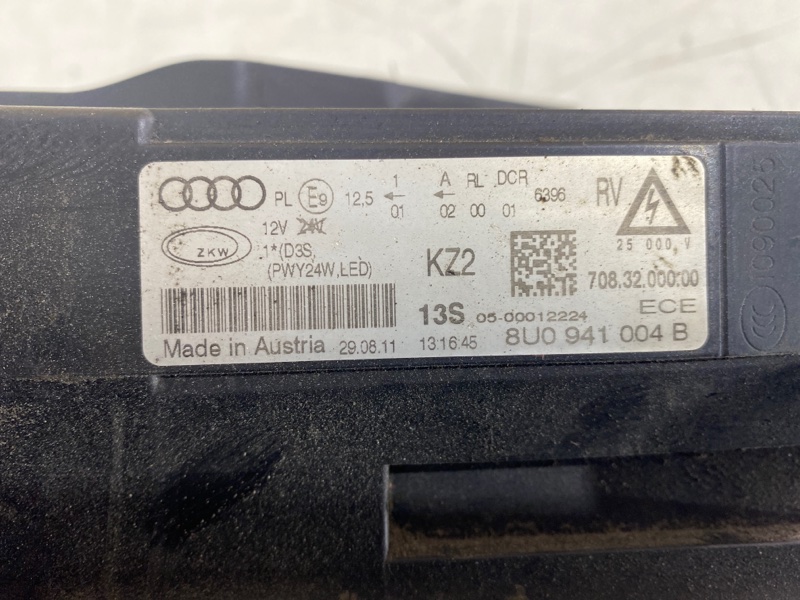 PL E9 12,5 1 A RL DCR 6396 RV
01 02 00 01
12V 24V
25 000 V
ZKW
1*(D3S,
(PWY24W,LED)
KZ2
708.32.000.00
13S 05-00012224 ECE
Made in Austria 29.08.11 13:16:45 8U0 941 004 B
CCC 090025